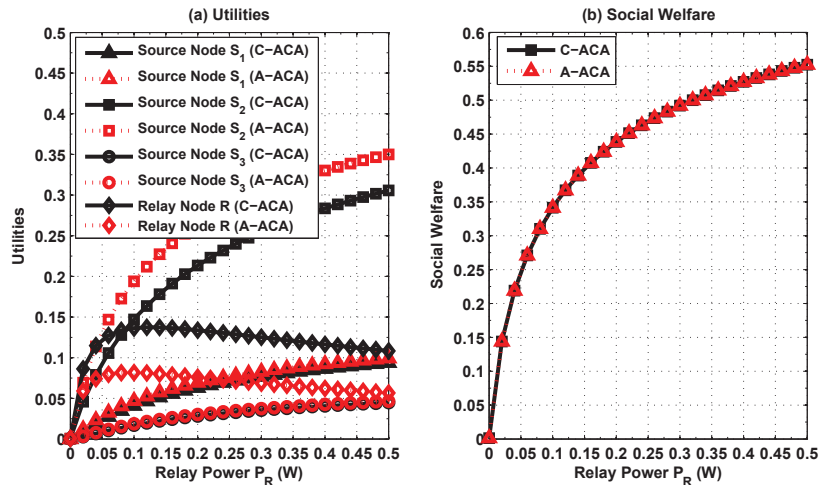 (a) Utilities
0.5
0.45
0.4
0.35
0.3
0.25
0.2
0.15
0.1
0.05
0
Utilities
Source Node S1 (C−ACA)
Source Node S1 (A−ACA)
Source Node S2 (C−ACA)
Source Node S2 (A−ACA)
Source Node S3 (C−ACA)
Source Node S3 (A−ACA)
Relay Node R (C−ACA)
Relay Node R (A−ACA)
0 0.05 0.1 0.15 0.2 0.25 0.3 0.35 0.4 0.45 0.5
Relay Power PR (W)
(b) Social Welfare
0.6
0.55
0.5
0.45
0.4
0.35
0.3
0.25
0.2
0.15
0.1
0.05
0
Social Welfare
C−ACA
A−ACA
0 0.05 0.1 0.15 0.2 0.25 0.3 0.35 0.4 0.45 0.5
Relay Power PR (W)